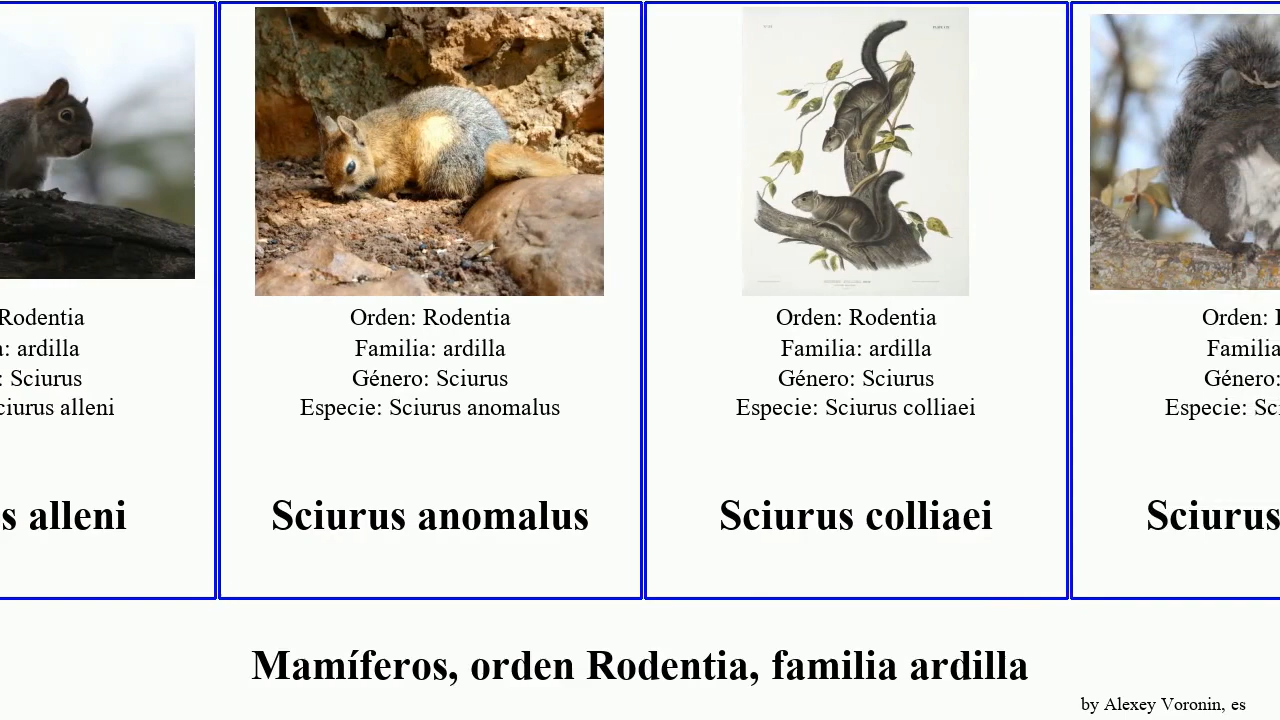 Rodentia
: ardilla
: Sciurus
ciurus alleni
s alleni
Orden: Rodentia
Familia: ardilla
Género: Sciurus
Especie: Sciurus anomalus
Sciurus anomalus
Orden: Rodentia
Familia: ardilla
Género: Sciurus
Especie: Sciurus colliaei
Sciurus colliaei
Orden:
Familia
Género:
Especie: Sc
Sciurus
Mamíferos, orden Rodentia, familia ardilla
by Alexey Voronin, es